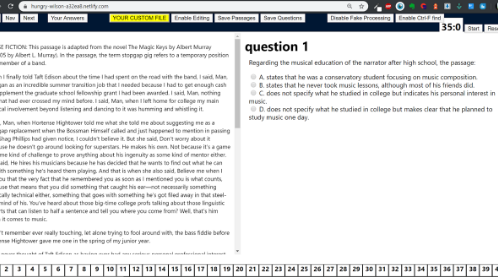 hungry-wilson-a32ea8.netlify.com
Nav Next Your Answers YOUR CUSTOM FILE Enable Editing Save Passages Save Questions Disable Fake Processing Enable Ctrl-F find
35:0 Start
SE FICTION: This passage is adapted from the novel The Magic Keys by Albert Murray
by Albert L. Murray). In the passage, the term stopgap gig refers to a temporary position
member of a band.
I finally told Taft Edison about the time I had spent on the road with the band, I said, Man,
gan as an incredible summer transition job that I needed because I had to get enough cash
supplement the graduate school fellowship grant I had been awarded. I said, Man, nothing
had ever crossed my mind before. I said, Man, when I left home for college my main
cal involvement beyond listening and dancing to it was humming and whistling it.
Man, when Hortense Hightower told me what she told me about suggesting me as a
gap replacement when the Bossman Himself called and just happened to mention in passing
Shag Phillips had given notice, I couldn't believe it. But she said, Don't worry about it
use he doesn't go around looking for superstars. He makes his own. Not because it's a game
me kind of challenge to prove anything about his ingenuity as some kind of mentor either.
said. He hires his musicians because he has decided that he wants to find out what he can
with something he's heard them playing. And that is when she also said, Believe me when I
you that the very fact that he remembered you as soon as I mentioned you is what counts,
use that means that you did something that caught his ear—not necessarily something
cally technical either, something that goes with something he's got filed away in that steel-
mind of his. You've heard about those big-time college profs talking about those linguistic
rts that can listen to half a sentence and tell you where you come from? Well, that's him
it comes to music.
't remember ever really touching, let alone trying to fool around with, the bass fiddle before
nse Hightower gave me one in the spring of my junior year.
question 1
Regarding the musical education of the narrator after high school, the passage:
A. states that he was a conservatory student focusing on music composition.
B. states that he never took music lessons, although most of his friends did.
C. does not specify what he studied in college but indicates his personal interest in
music.
D. does not specify what he studied in college but makes clear that he planned to
study music one day.
2 3 4 5 6 7 8 9 10 11 12 13 14 15 16 17 18 19 20 21 22 23 24 25 26 27 28 29 30 31 32 33 34 35 36 37 38 39